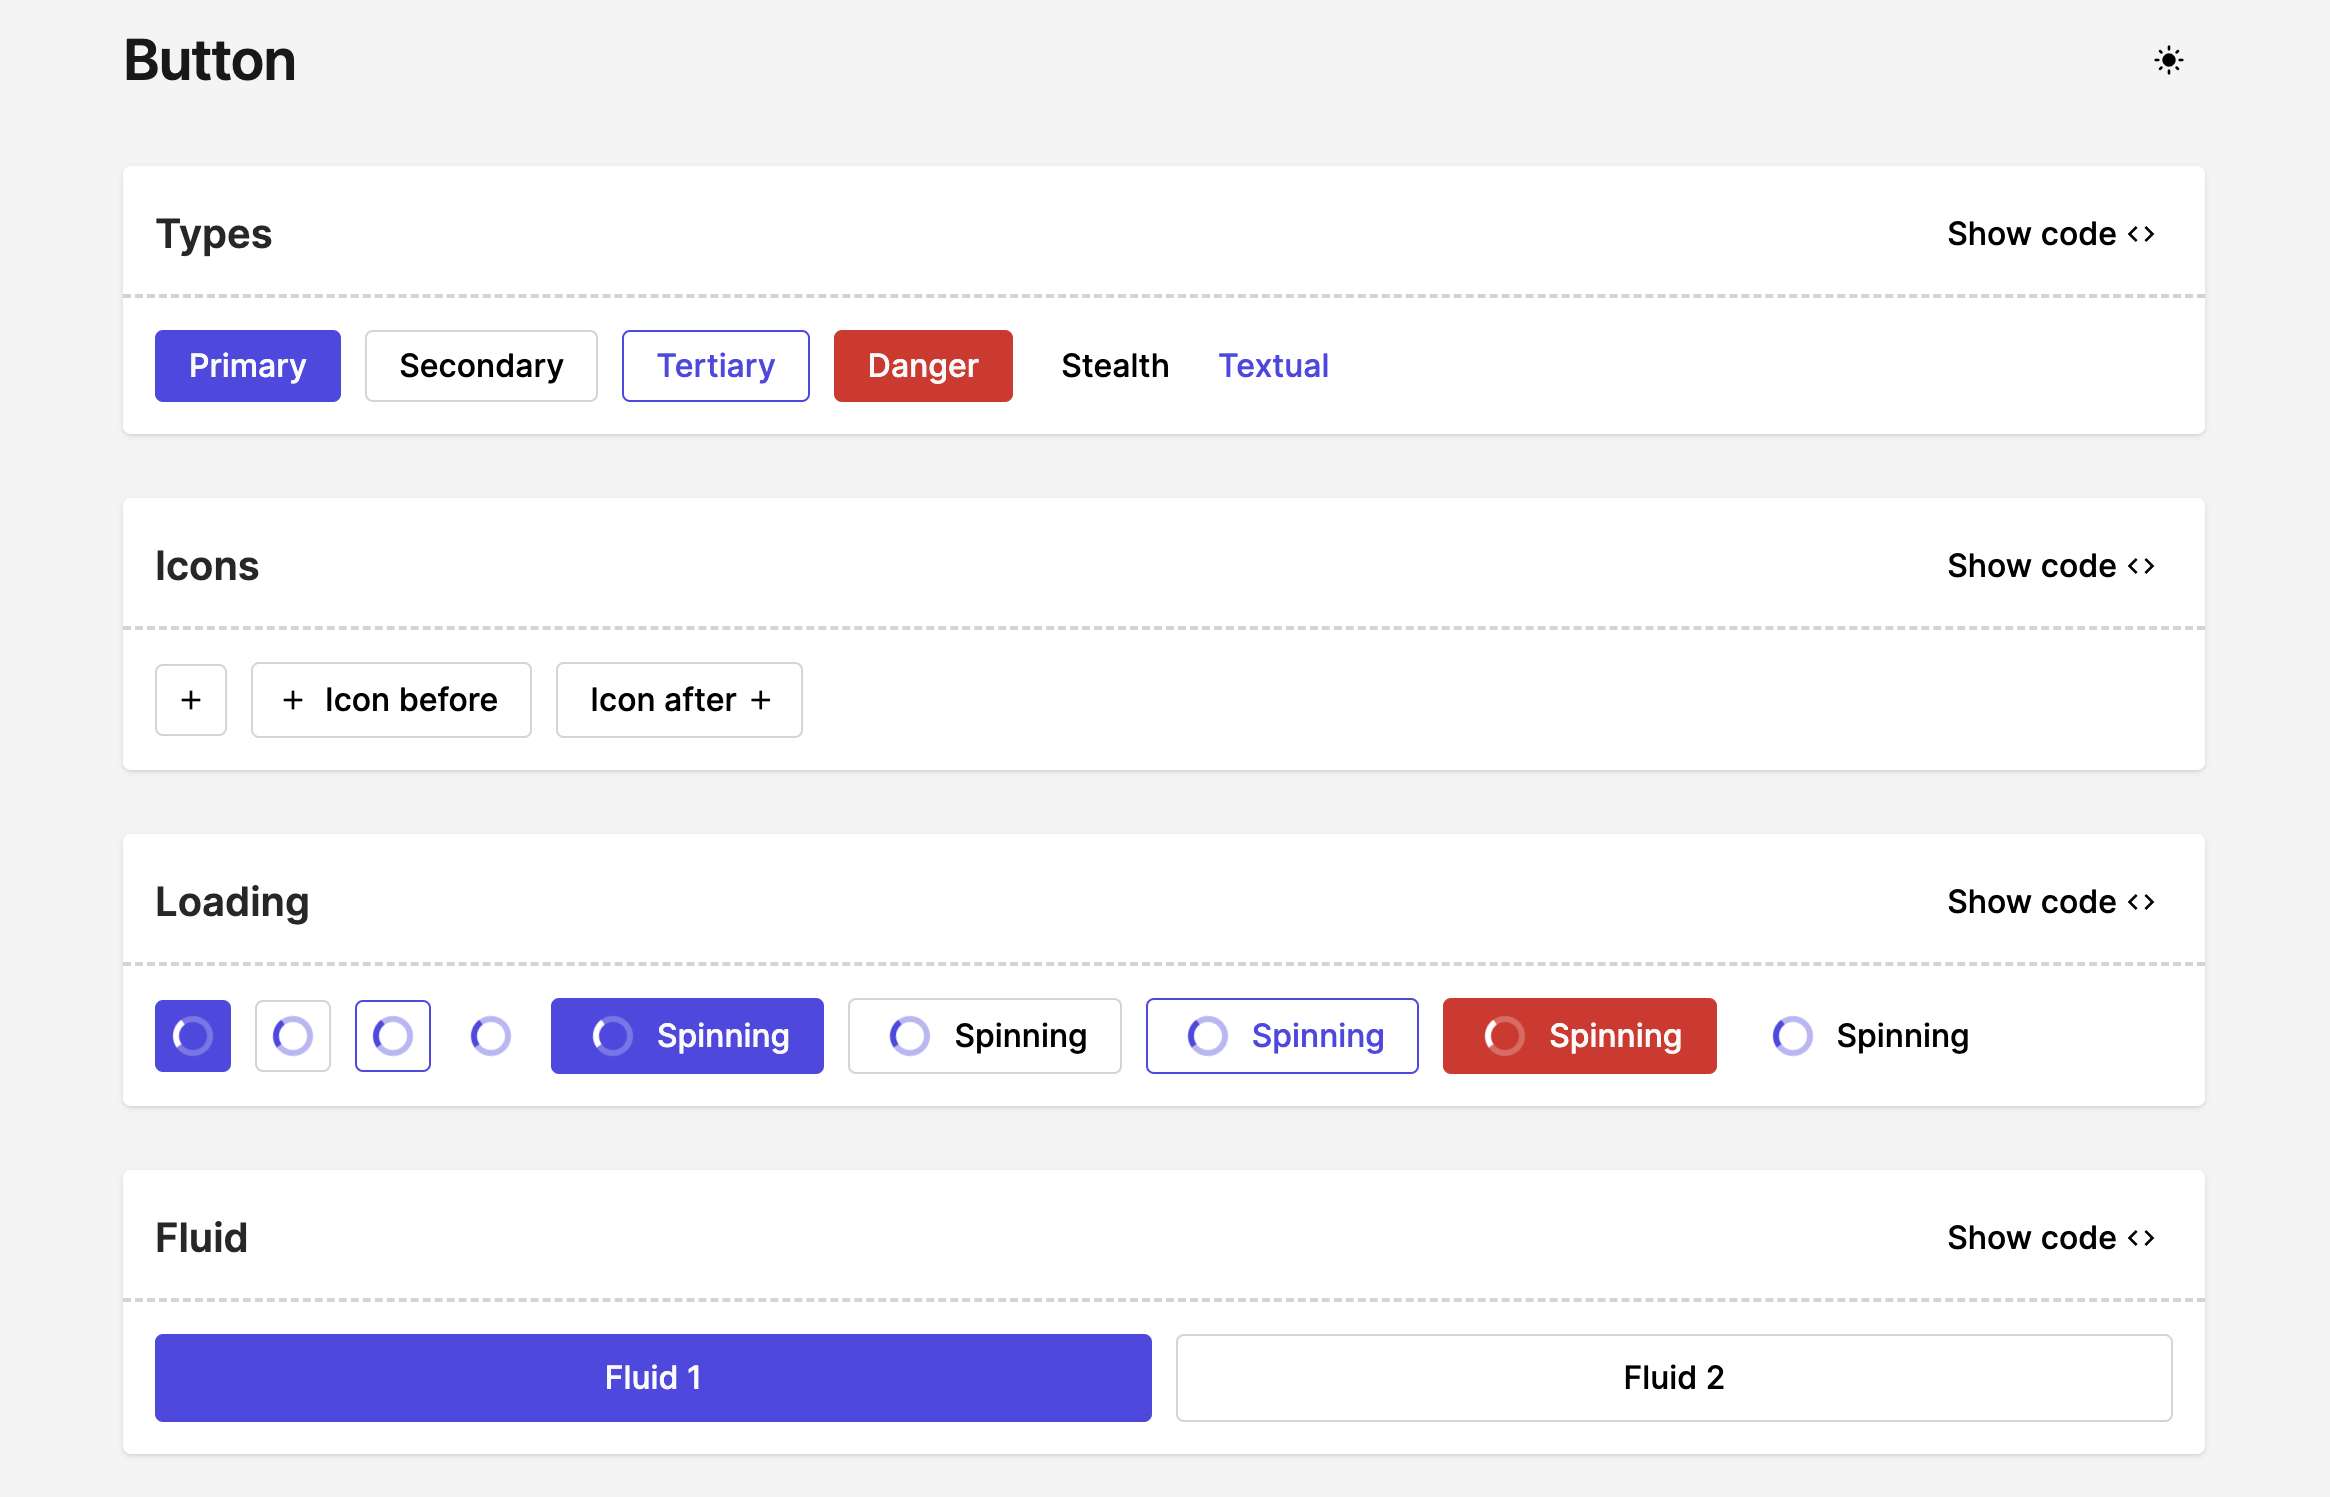 Button
Types
Show code <>
Primary
Secondary
Tertiary
Danger
Stealth
Textual
Icons
Show code <>
+
+ Icon before
Icon after +
Loading
Show code <>
Spinning
Spinning
Spinning
Spinning
Spinning
Fluid
Show code <>
Fluid 1
Fluid 2